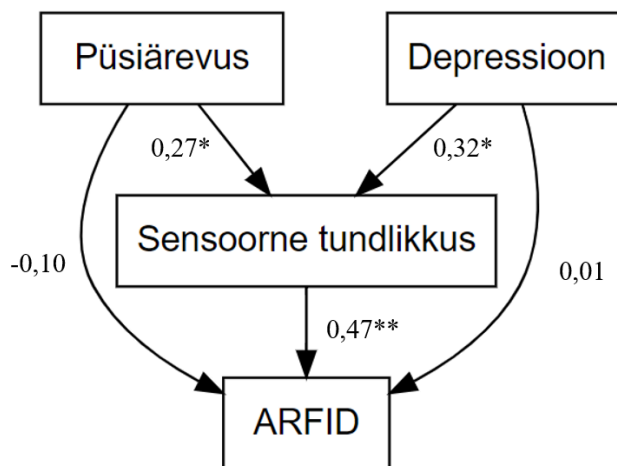 Püsiärevus
Depressioon
0,27*
0,32*
Sensoorne tundlikkus
-0,10
0,01
0,47**
ARFID